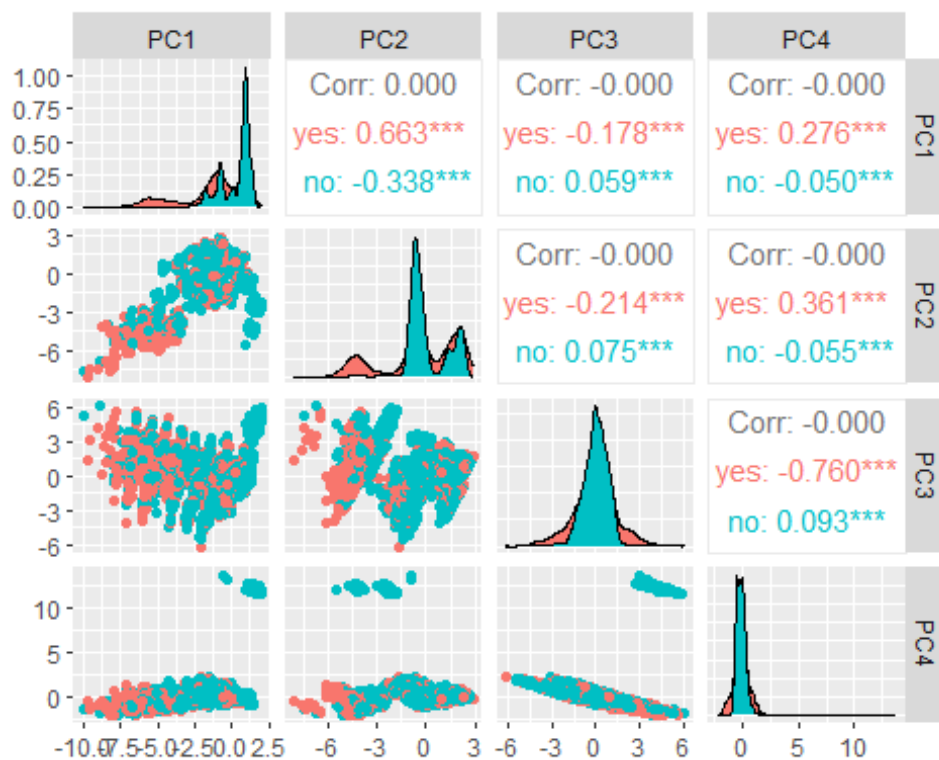 PC1 PC2 PC3 PC4
1.00
0.75
0.50
0.25
0.00
Corr: 0.000 Corr: -0.000 Corr: -0.000
yes: 0.663*** yes: -0.178*** yes: 0.276***
no: -0.338*** no: 0.059*** no: -0.050***
PC1
3
0
-3
-6
Corr: -0.000 Corr: -0.000
yes: -0.214*** yes: 0.361***
no: 0.075*** no: -0.055***
PC2
6
3
0
-3
-6
Corr: -0.000
yes: -0.760***
no: 0.093***
PC3
10
5
0
PC4
-10.0 -7.5 -5.0 -2.5 0.0 2.5 -6 -3 0 3 -6 -3 0 3 6 0 5 10